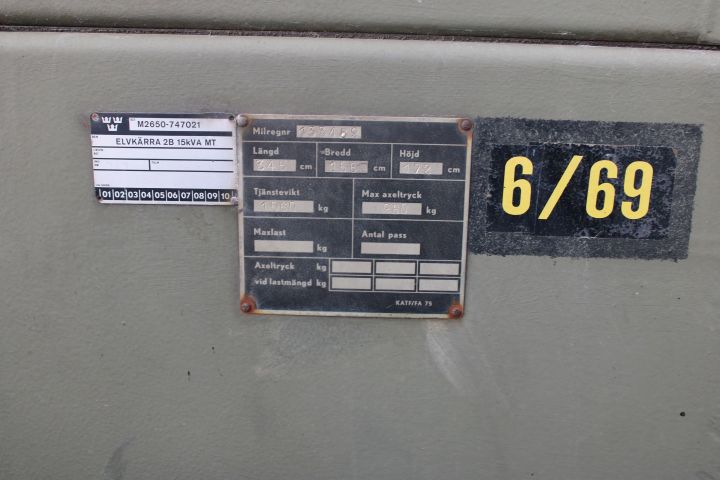 M2650-747021
ELVKÄRRA 2B 15kVA MT
01 02 03 04 05 06 07 08 09 10
Milregnr
Längd Bredd Höjd
cm cm cm
Tjänstevikt Max axeltryck
kg kg
Maxlast Antal pass
kg
Axeltryck kg
vid lastmängd kg
KATF/FA 75
6/69